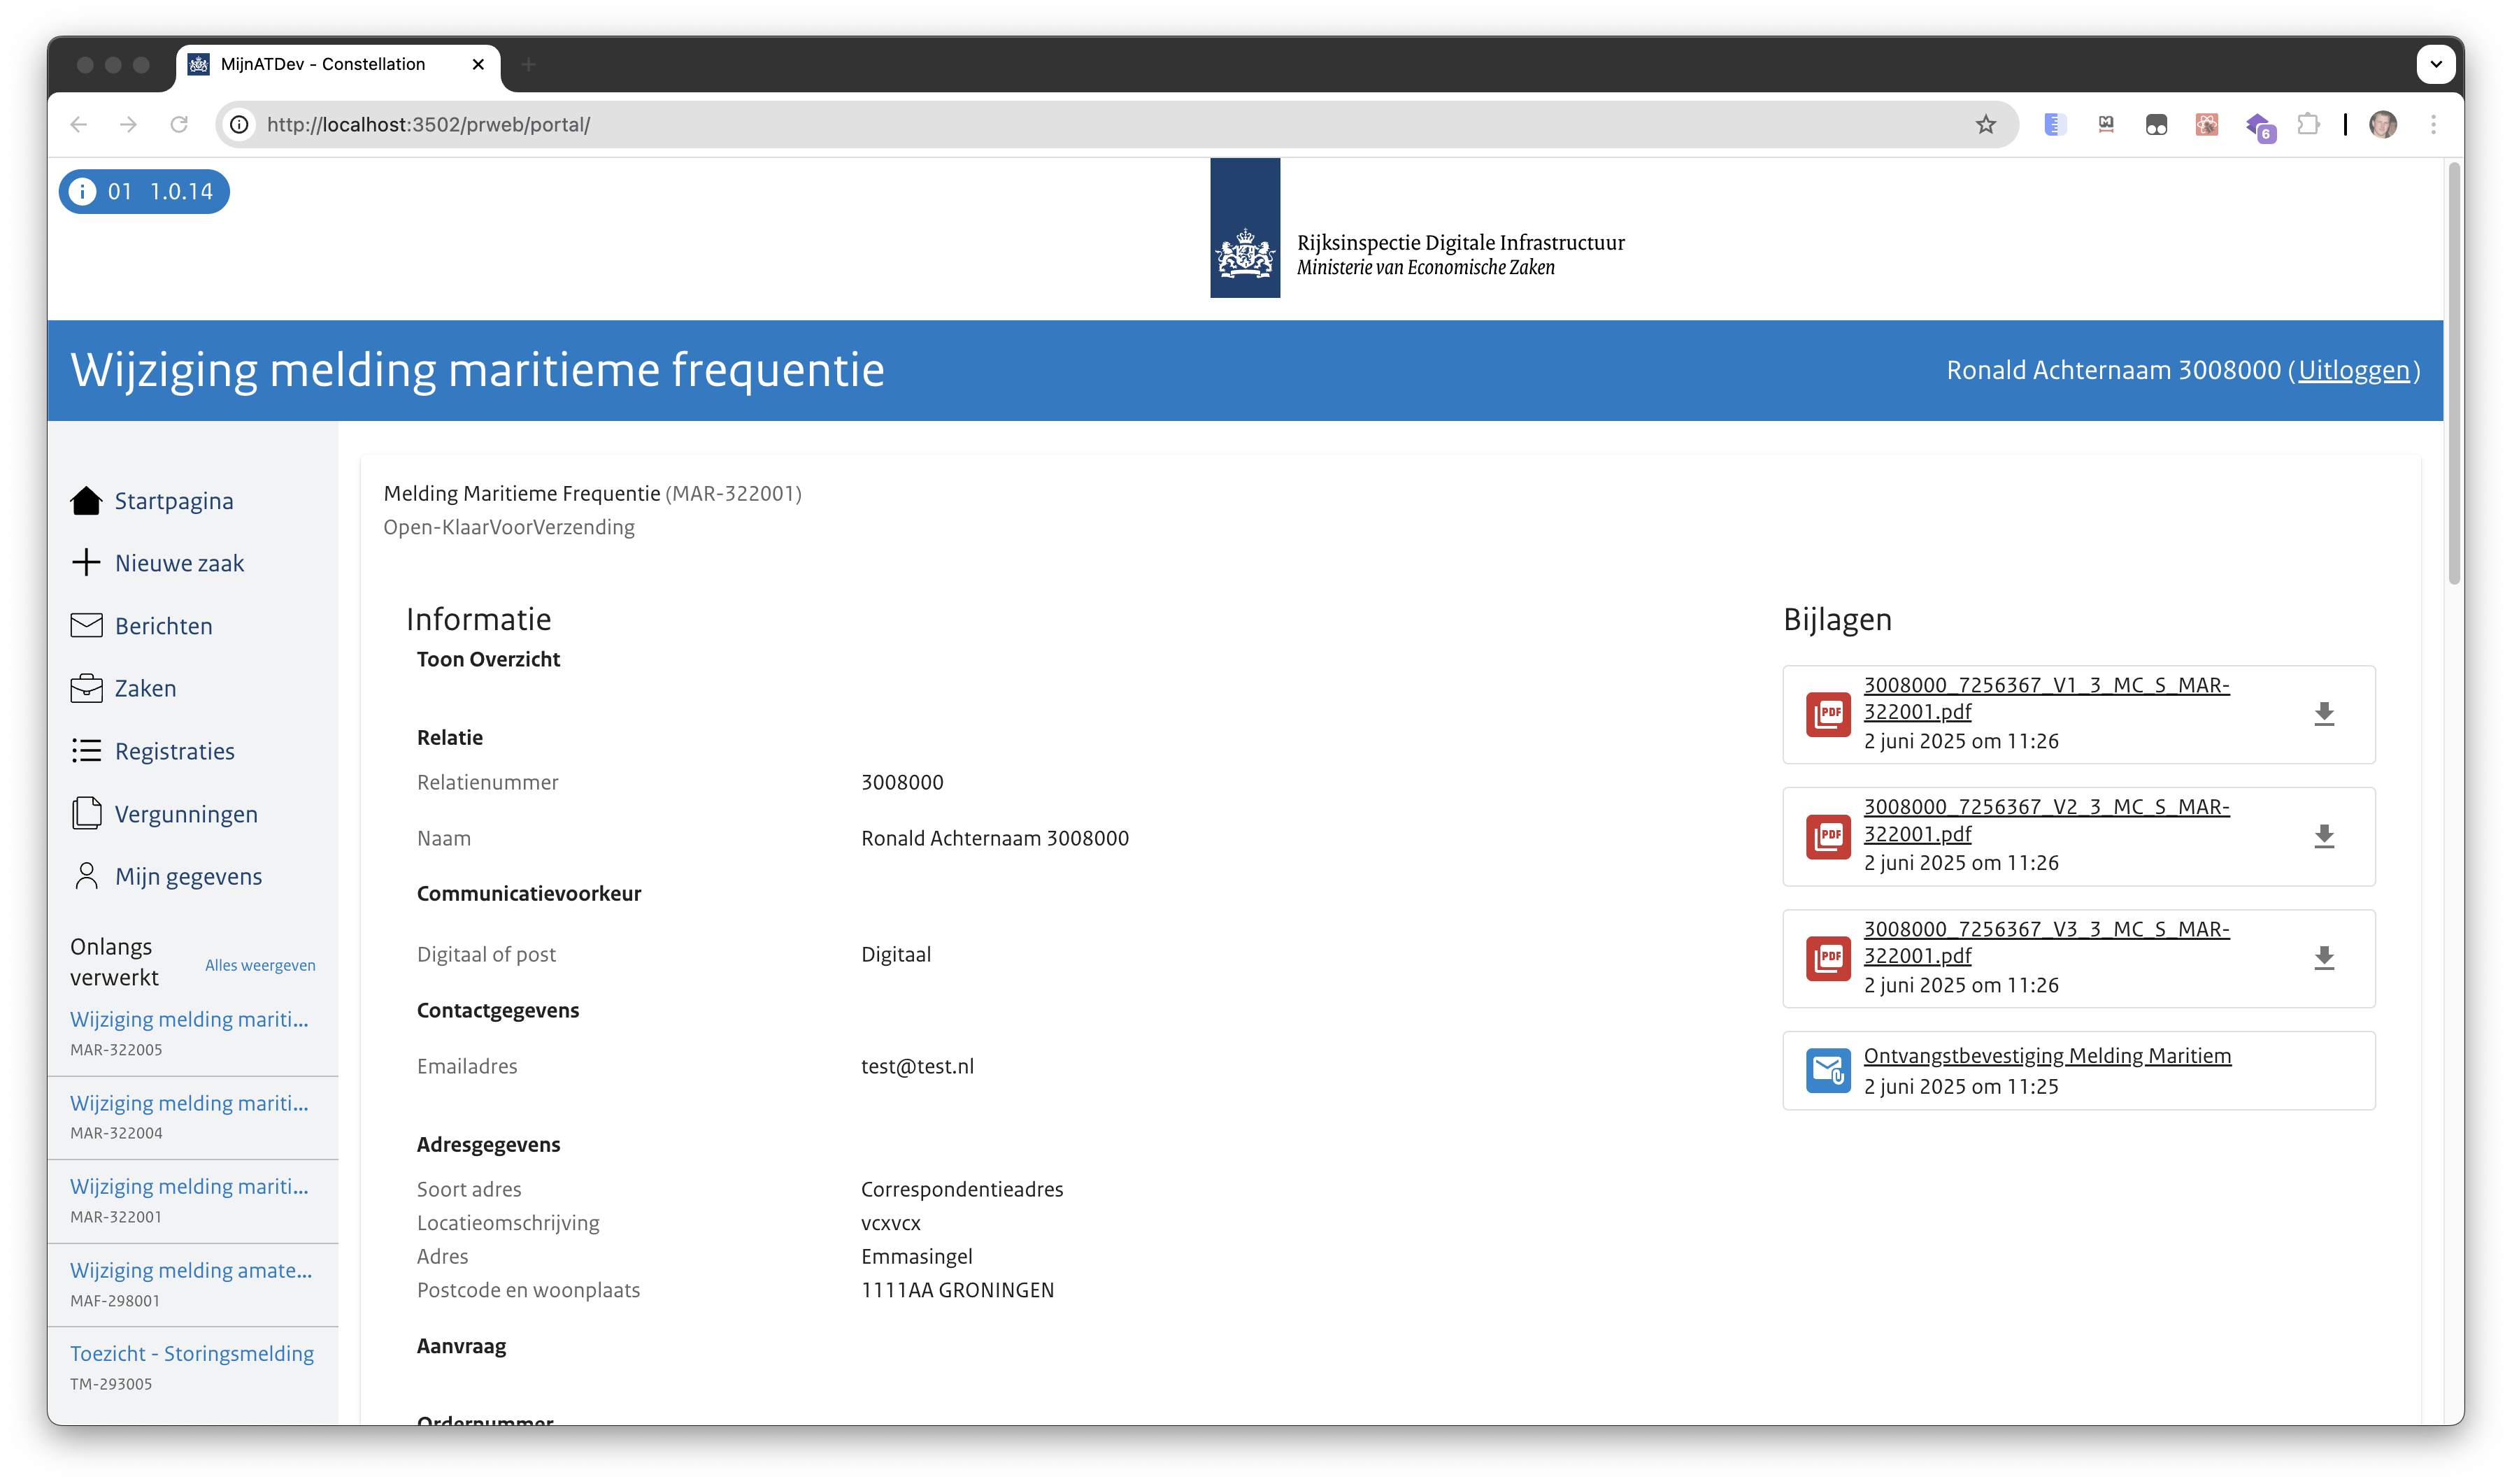 MijnATDev - Constellation
http://localhost:3502/prweb/portal/
6
01 1.0.14
Rijksinspectie Digitale Infrastructuur
Ministerie van Economische Zaken
Wijziging melding maritieme frequentie
Ronald Achternaam 3008000 (Uitloggen)
Startpagina
Nieuwe zaak
Berichten
Zaken
Registraties
Vergunningen
Mijn gegevens
Onlangs
verwerkt
Alles weergeven
Wijziging melding mariti...
MAR-322005
Wijziging melding mariti...
MAR-322004
Wijziging melding mariti...
MAR-322001
Wijziging melding amate...
MAF-298001
Toezicht - Storingsmelding
TM-293005
Melding Maritieme Frequentie (MAR-322001)
Open-KlaarVoorVerzending
Informatie
Toon Overzicht
Relatie
Relatienummer 3008000
Naam Ronald Achternaam 3008000
Communicatievoorkeur
Digitaal of post Digitaal
Contactgegevens
Emailadres test@test.nl
Adresgegevens
Soort adres Correspondentieadres
Locatieomschrijving vcxvcx
Adres Emmasingel
Postcode en woonplaats 1111AA GRONINGEN
Aanvraag
Ordernummer
Bijlagen
PDF
3008000_7256367_V1_3_MC_S_MAR-
322001.pdf
2 juni 2025 om 11:26
PDF
3008000_7256367_V2_3_MC_S_MAR-
322001.pdf
2 juni 2025 om 11:26
PDF
3008000_7256367_V3_3_MC_S_MAR-
322001.pdf
2 juni 2025 om 11:26
Ontvangstbevestiging Melding Maritiem
2 juni 2025 om 11:25